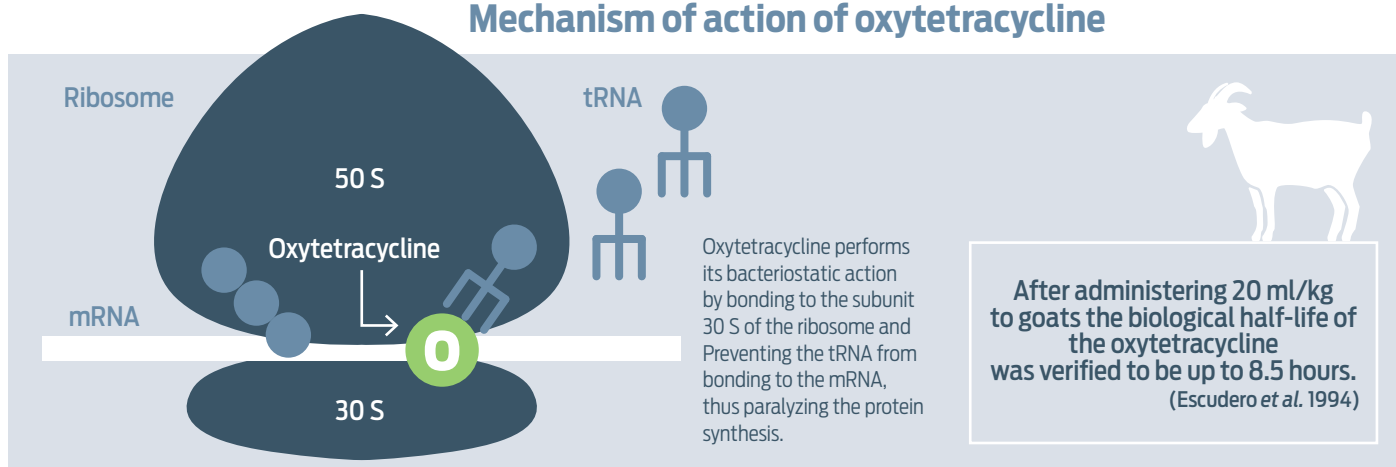 Mechanism of action of oxytetracycline
Ribosome
tRNA
50 S
Oxytetracycline
mRNA
O
30 S
Oxytetracycline performs
its bacteriostatic action
by bonding to the subunit
30 S of the ribosome and
Preventing the tRNA from
bonding to the mRNA,
thus paralyzing the protein
synthesis.
After administering 20 ml/kg
to goats the biological half-life of
the oxytetracycline
was verified to be up to 8.5 hours.
(Escudero et al. 1994)